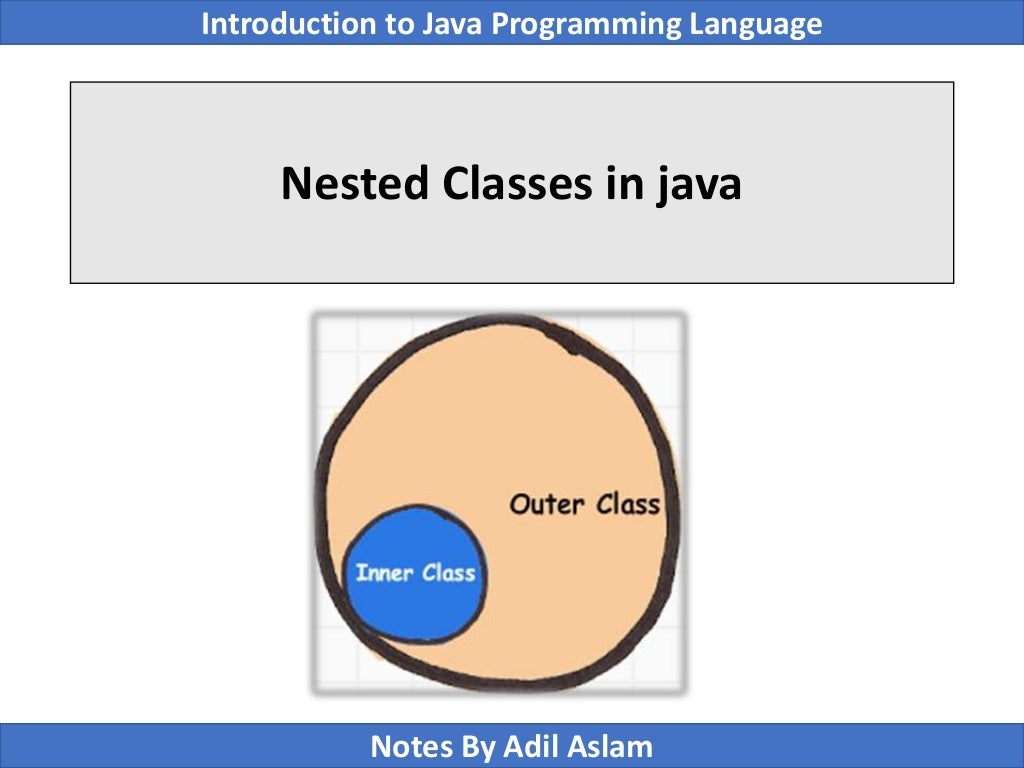 Introduction to Java Programming Language
Nested Classes in java
Outer Class
Inner Class
Notes By Adil Aslam